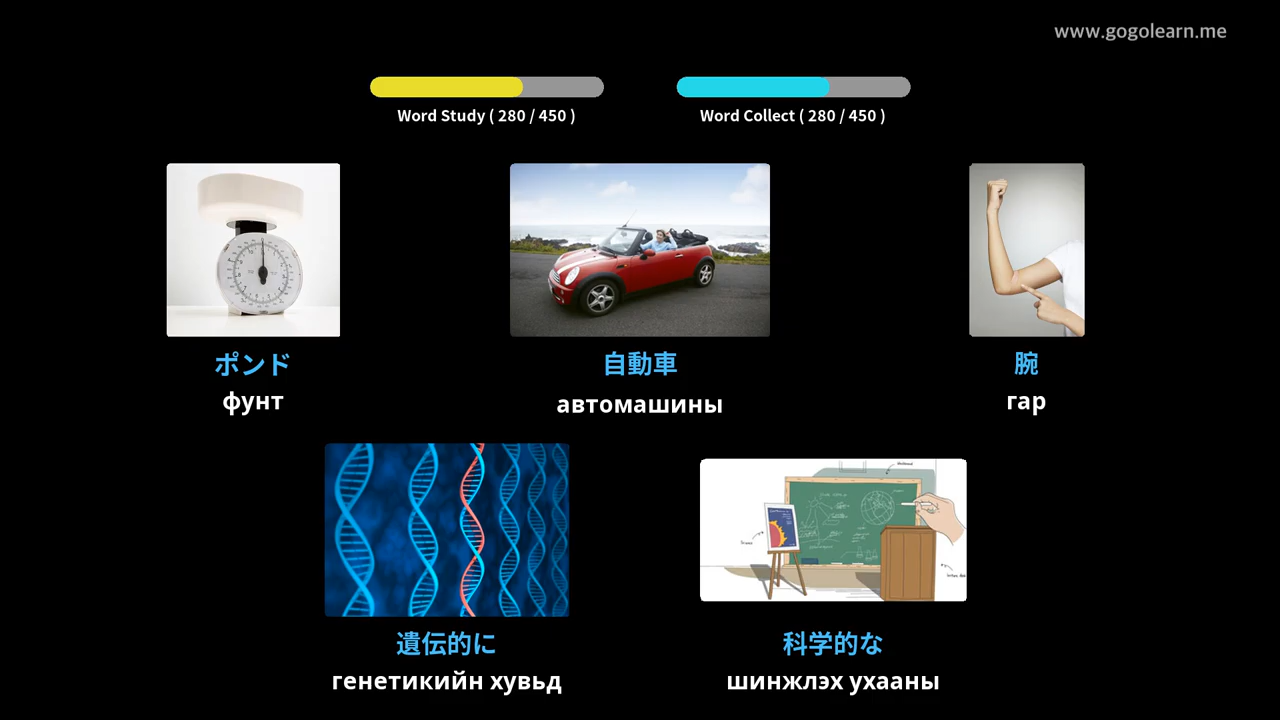 www.gogolearn.me
Word Study ( 280 / 450 )
Word Collect ( 280 / 450 )
ポンド
фунт
自動車
автомашины
腕
гар
遺伝的に
генетикийн хувьд
科学的な
шинжлэх ухааны